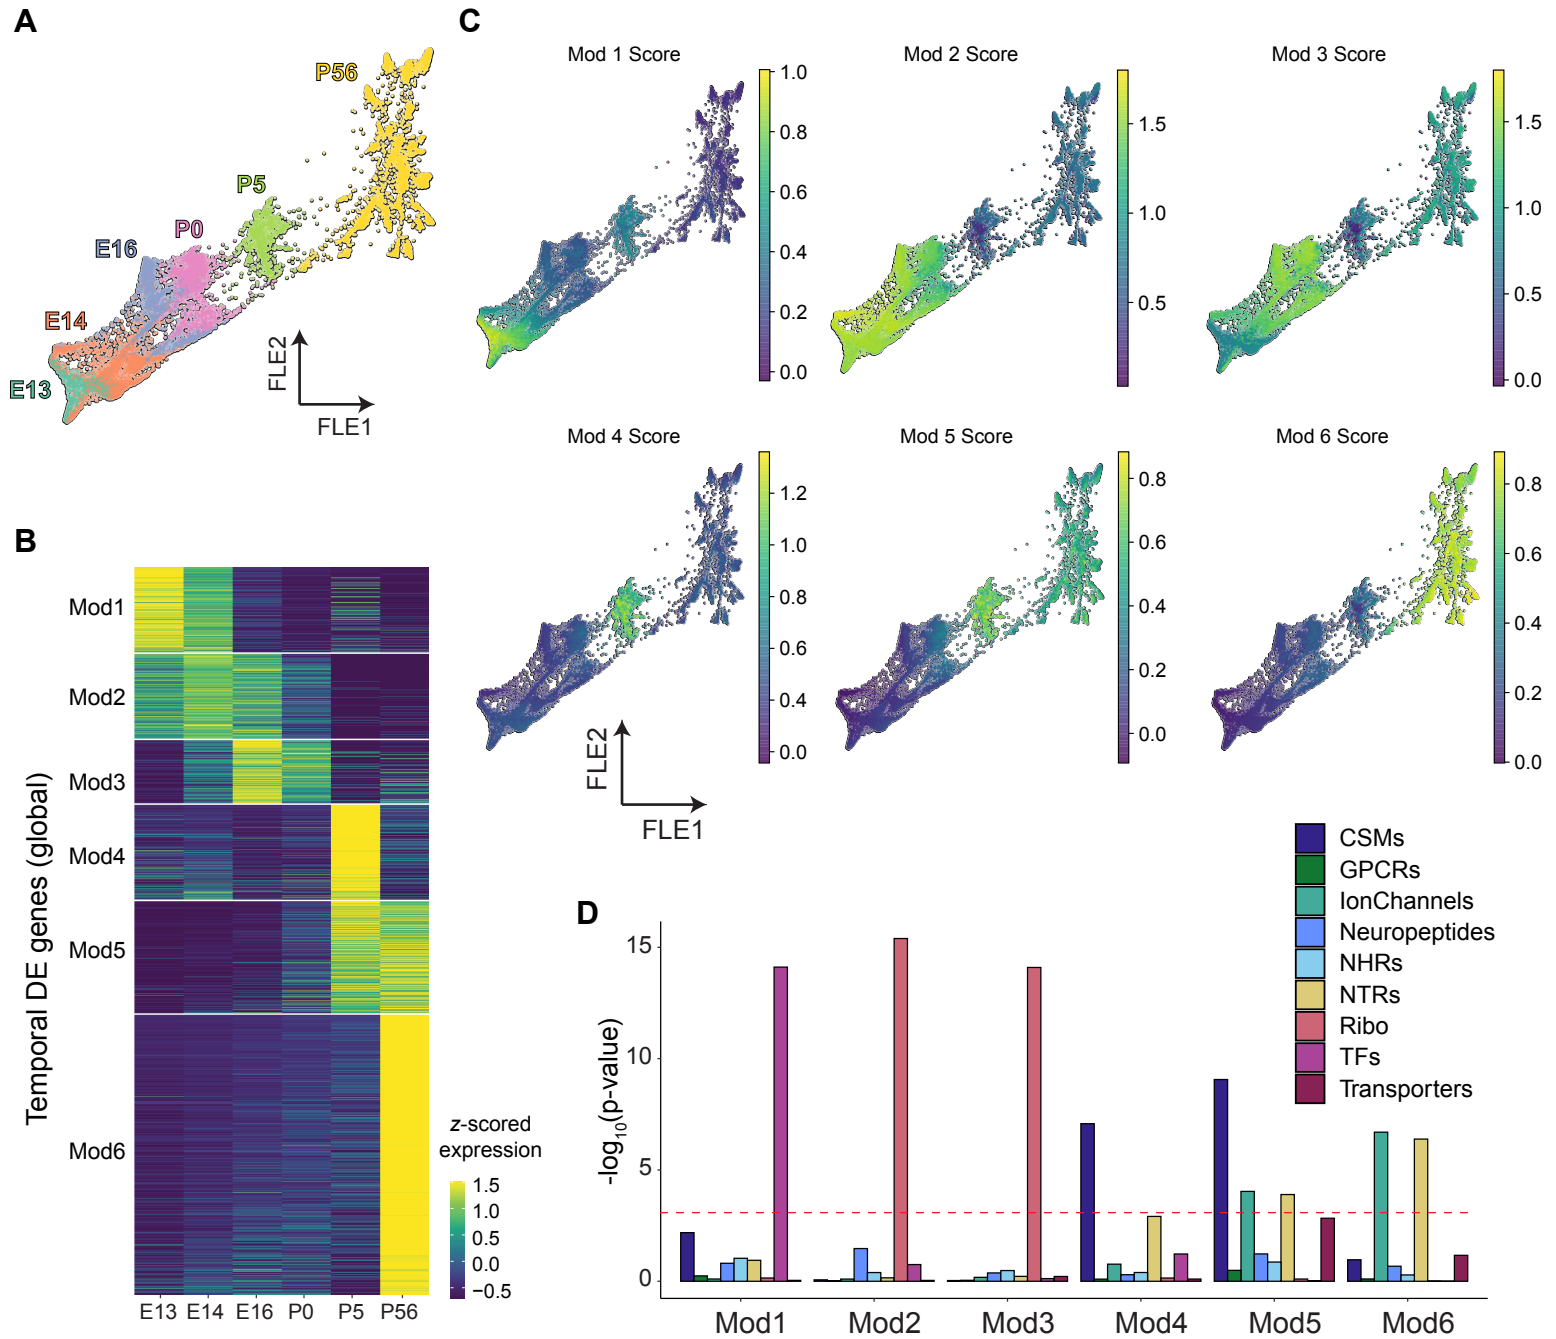 A
P56
P5
P0
E16
E14
E13
FLE2
FLE1
C
Mod 1 Score
1.0
0.8
0.6
0.4
0.2
0.0
Mod 2 Score
1.5
1.0
0.5
Mod 3 Score
1.5
1.0
0.5
0.0
Mod 4 Score
1.2
1.0
0.8
0.6
0.4
0.0
Mod 5 Score
0.8
0.6
0.4
0.2
0.0
Mod 6 Score
0.8
0.6
0.4
0.2
0.0
FLE2
FLE1
B
Temporal DE genes (global)
Mod1
Mod2
Mod3
Mod4
Mod5
Mod6
E13 E14 E16 P0 P5 P56
z-scored
expression
1.5
1.0
0.5
0.0
−0.5
D
-log10(p-value)
15
10
5
0
Mod1 Mod2 Mod3 Mod4 Mod5 Mod6
CSMs
GPCRs
IonChannels
Neuropeptides
NHRs
NTRs
Ribo
TFs
Transporters